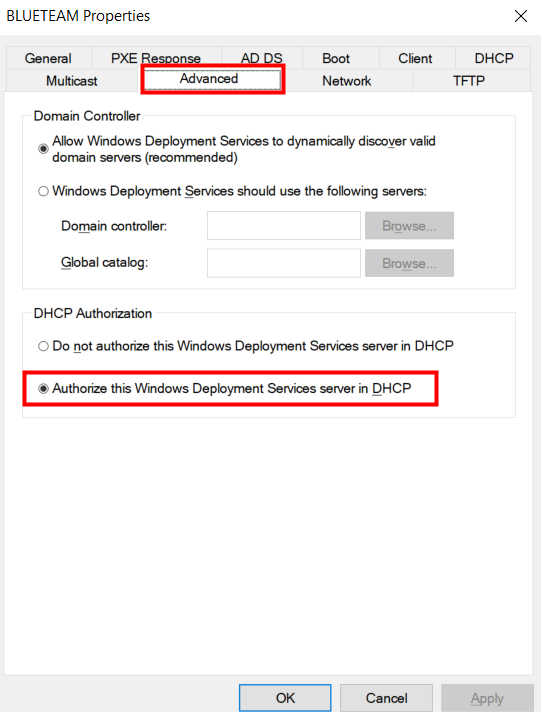 BLUETEAM Properties
General PXE Response AD DS Boot Client DHCP
Multicast Advanced Network TFTP
Domain Controller
Allow Windows Deployment Services to dynamically discover valid
domain servers (recommended)
Windows Deployment Services should use the following servers:
Domain controller: Browse...
Global catalog: Browse...
DHCP Authorization
Do not authorize this Windows Deployment Services server in DHCP
Authorize this Windows Deployment Services server in DHCP
OK Cancel Apply